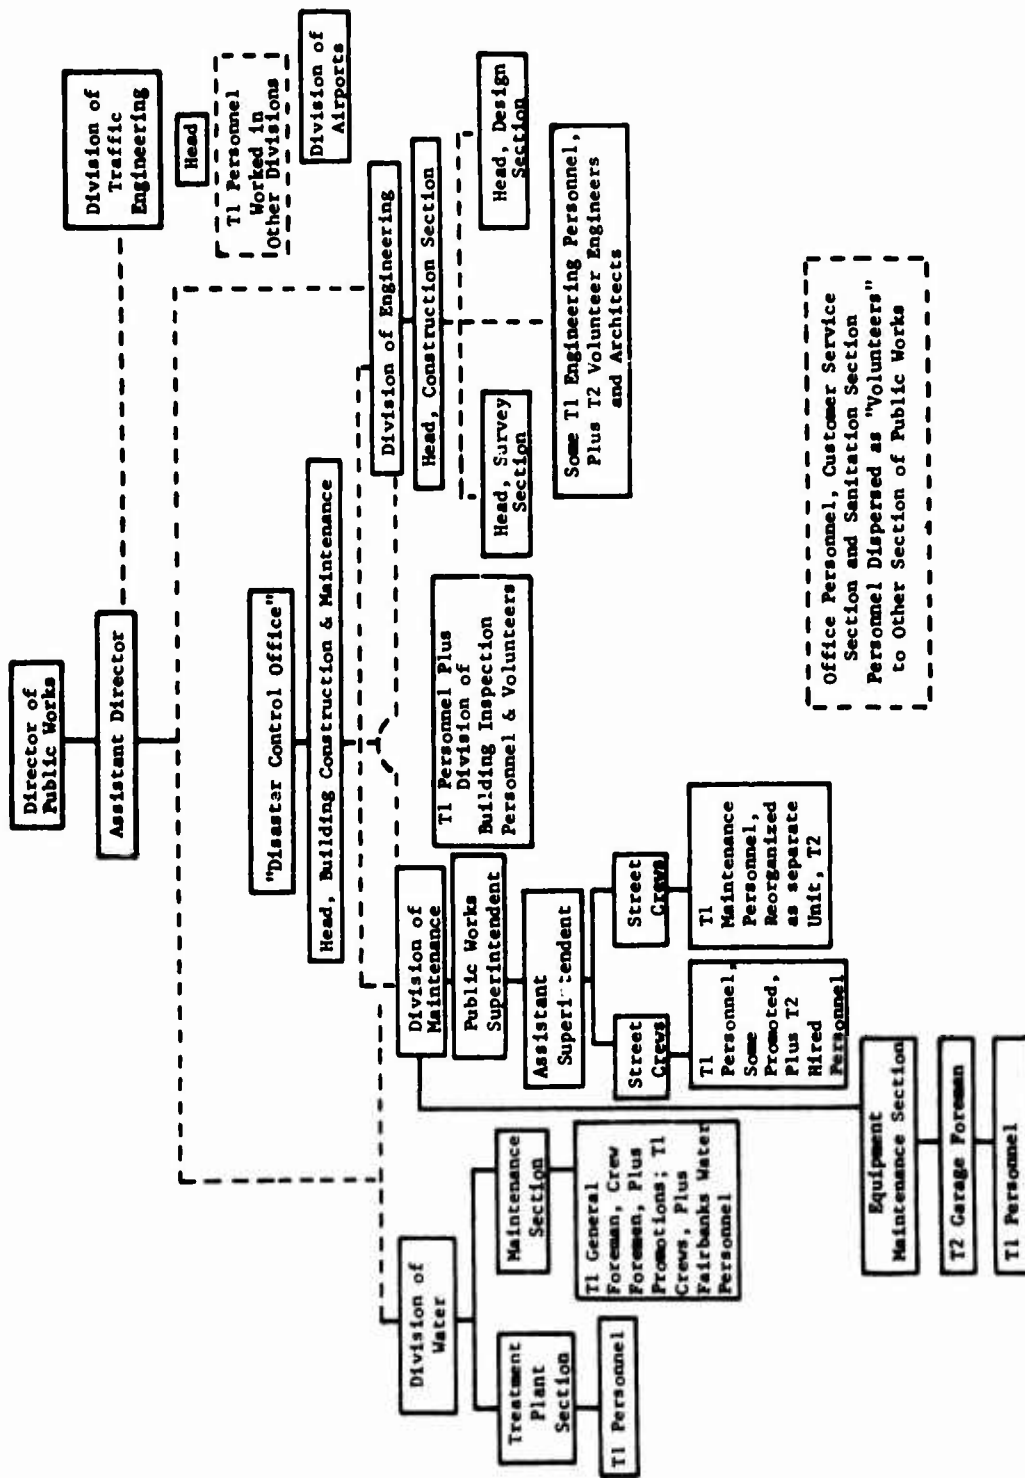 Director of
Public Works
Assistant Director
Division of
Traffic
Engineering
Head
T1 Personnel
Worked in
Other Divisions
Division of
Airports
"Disaster Control Office"
Head, Building Construction & Maintenance
Division of
Water
Treatment
Plant
Section
T1 Personnel
Maintenance
Section
T1 General
Foreman, Crew
Foremen, Plus
Promotions; T1
Crews, Plus
Fairbanks Water
Personnel
Division of
Maintenance
Public Works
Superintendent
Assistant
Superintendent
Street
Crews
T1
Personnel,
Some
Promoted,
Plus T2
Hired
Personnel
Street
Crews
T1
Maintenance
Personnel,
Reorganized
as separate
Unit, T2
Equipment
Maintenance Section
T2 Garage Foreman
T1 Personnel
T1 Personnel Plus
Division of
Building Inspection
Personnel & Volunteers
Division of Engineering
Head, Construction Section
Head, Survey
Section
Head, Design
Section
Some T1 Engineering Personnel,
Plus T2 Volunteer Engineers
and Architects
Office Personnel, Customer Service
Section and Sanitation Section
Personnel Dispersed as "Volunteers"
to Other Section of Public Works